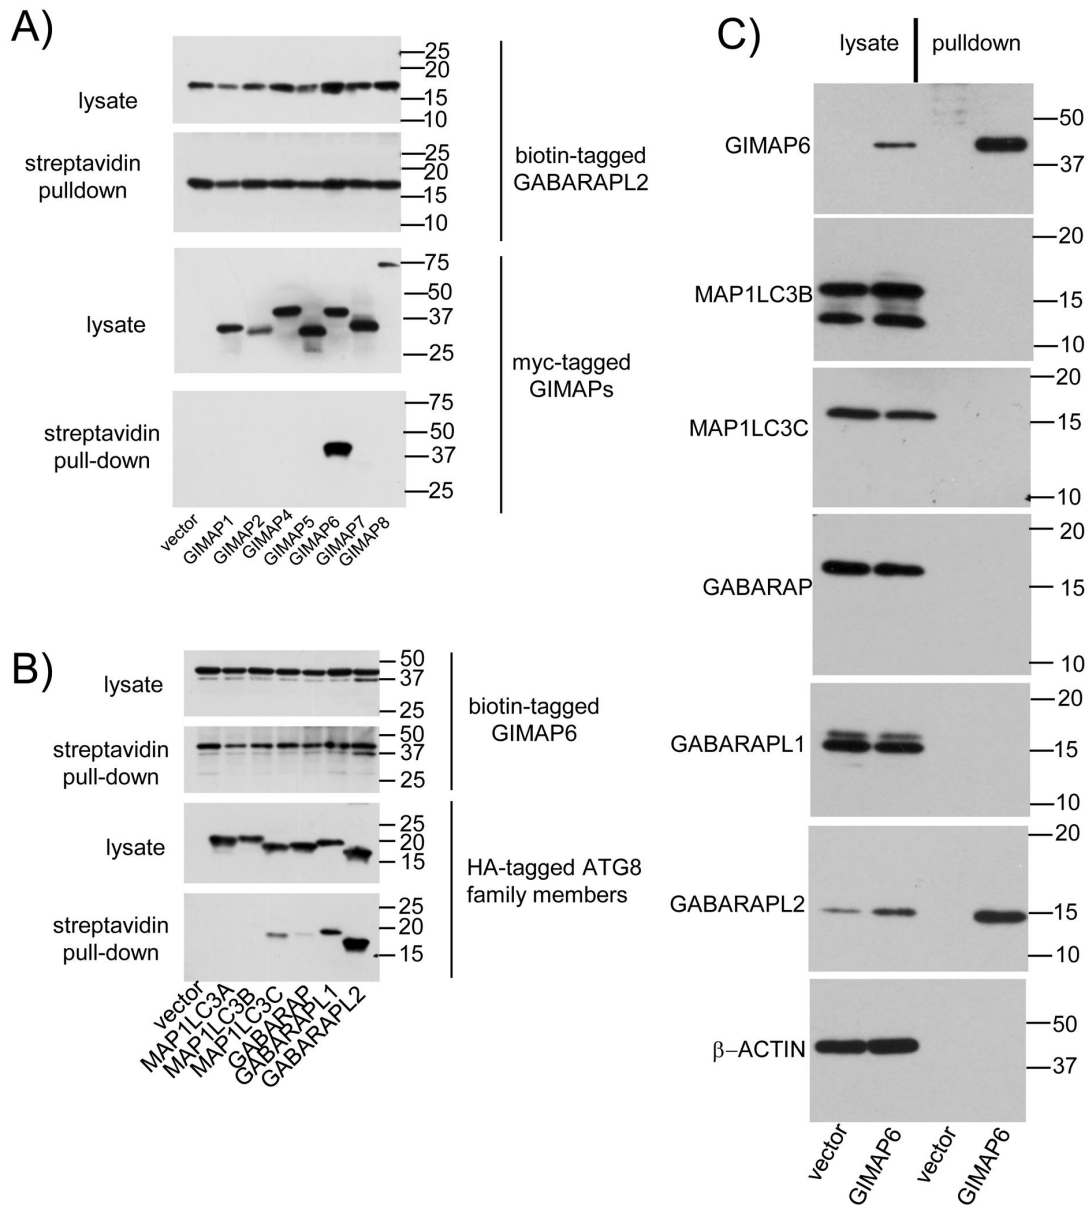 A)
lysate
25
20
15
10
streptavidin
pulldown
25
20
15
10
biotin-tagged
GABARAPL2
lysate
75
50
37
25
streptavidin
pull-down
75
50
37
25
myc-tagged
GIMAPs
vector
GIMAP1
GIMAP2
GIMAP4
GIMAP5
GIMAP6
GIMAP7
GIMAP8
B)
lysate
50
37
25
streptavidin
pull-down
50
37
25
biotin-tagged
GIMAP6
lysate
25
20
15
streptavidin
pull-down
25
20
15
HA-tagged ATG8
family members
vector
MAP1LC3A
MAP1LC3B
MAP1LC3C
GABARAP
GABARAPL1
GABARAPL2
C)
lysate
pulldown
GIMAP6
50
37
MAP1LC3B
20
15
10
MAP1LC3C
20
15
10
GABARAP
20
15
10
GABARAPL1
20
15
10
GABARAPL2
20
15
10
β–ACTIN
50
37
vector
GIMAP6
vector
GIMAP6